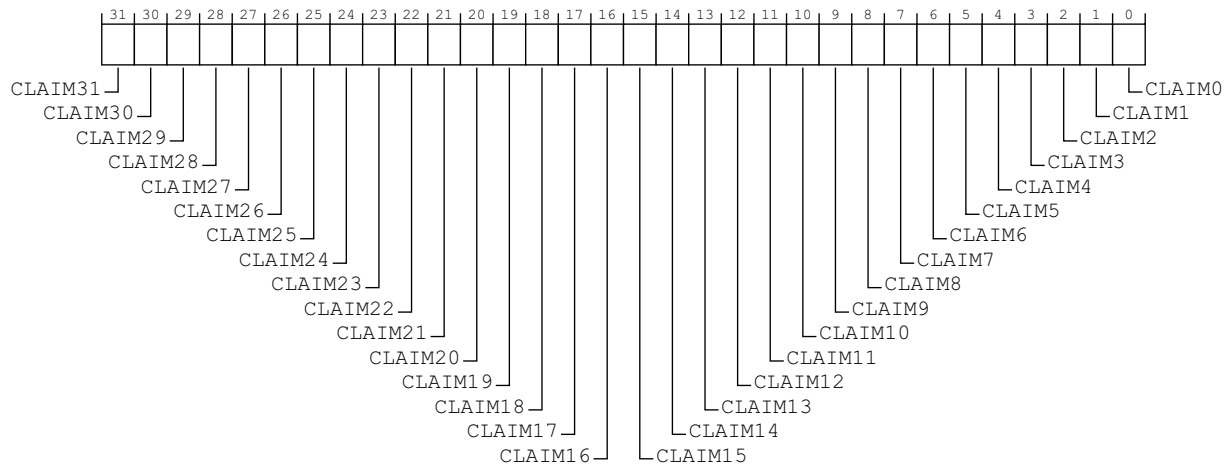 31 30 29 28 27 26 25 24 23 22 21 20 19 18 17 16 15 14 13 12 11 10 9 8 7 6 5 4 3 2 1 0
CLAIM31 CLAIM0
CLAIM30 CLAIM1
CLAIM29 CLAIM2
CLAIM28 CLAIM3
CLAIM27 CLAIM4
CLAIM26 CLAIM5
CLAIM25 CLAIM6
CLAIM24 CLAIM7
CLAIM23 CLAIM8
CLAIM22 CLAIM9
CLAIM21 CLAIM10
CLAIM20 CLAIM11
CLAIM19 CLAIM12
CLAIM18 CLAIM13
CLAIM17 CLAIM14
CLAIM16 CLAIM15